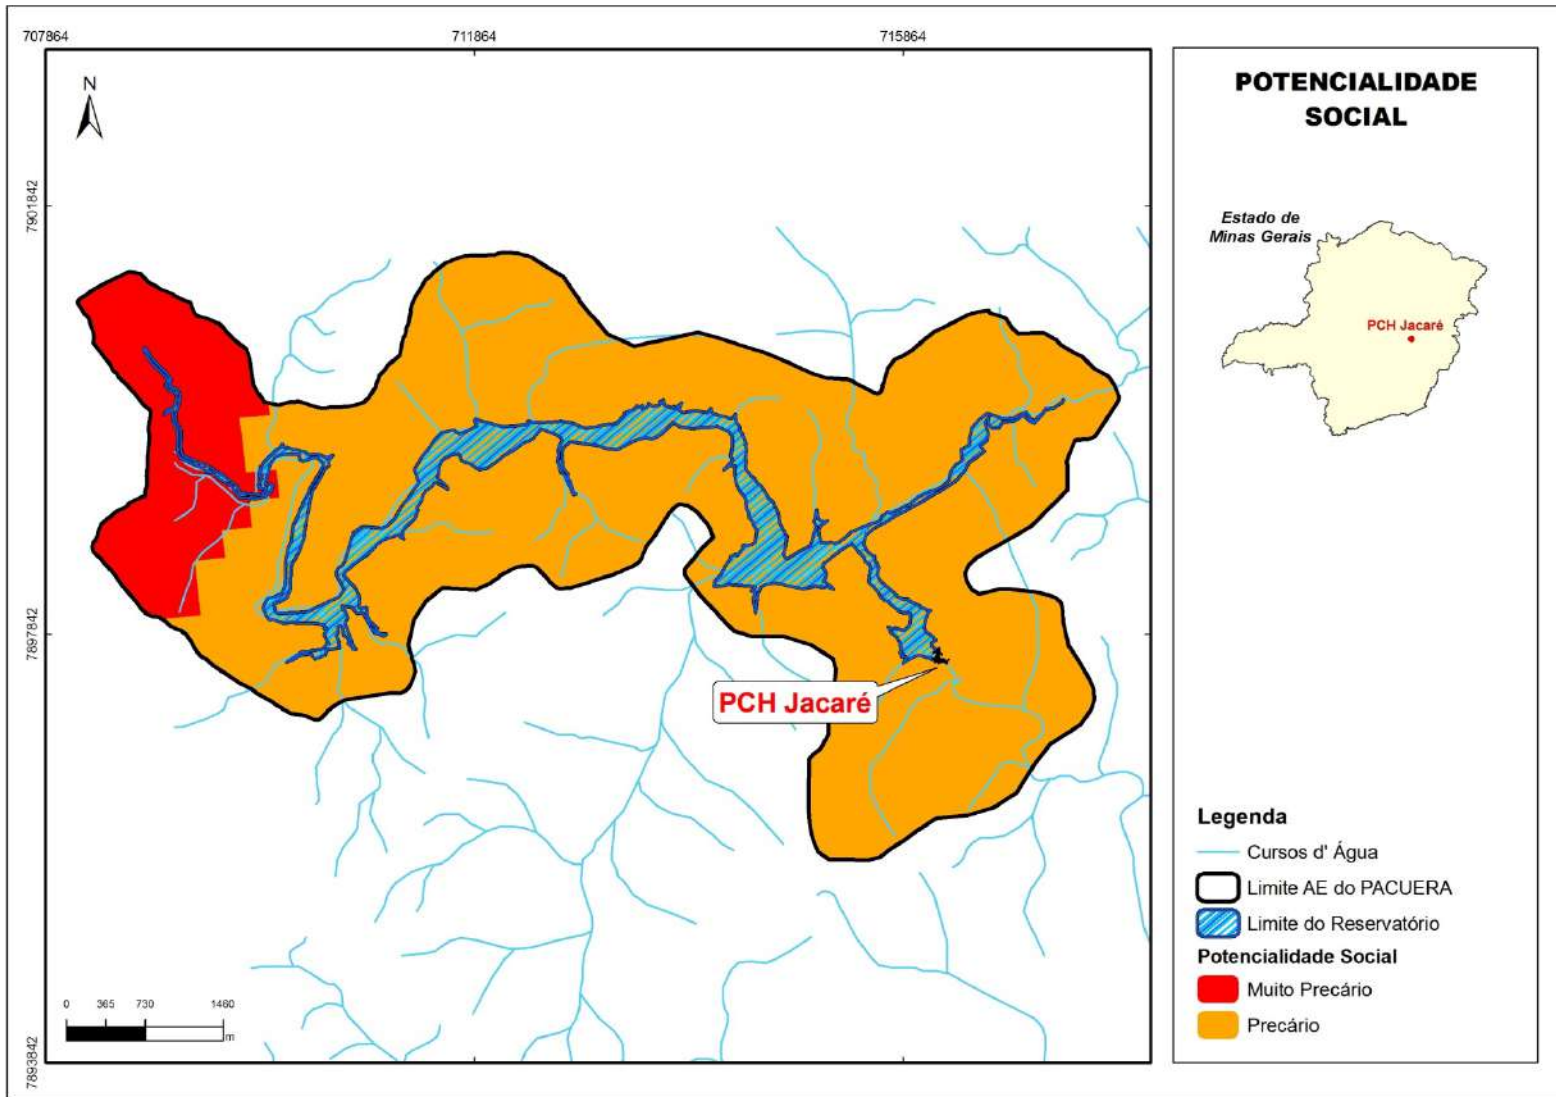 707864
711864
715864
N
7901842
7897842
7893842
PCH Jacaré
0 365 730 1460
m
POTENCIALIDADE
SOCIAL
Estado de
Minas Gerais
PCH Jacaré
Legenda
Cursos d' Água
Limite AE do PACUERA
Limite do Reservatório
Potencialidade Social
Muito Precário
Precário